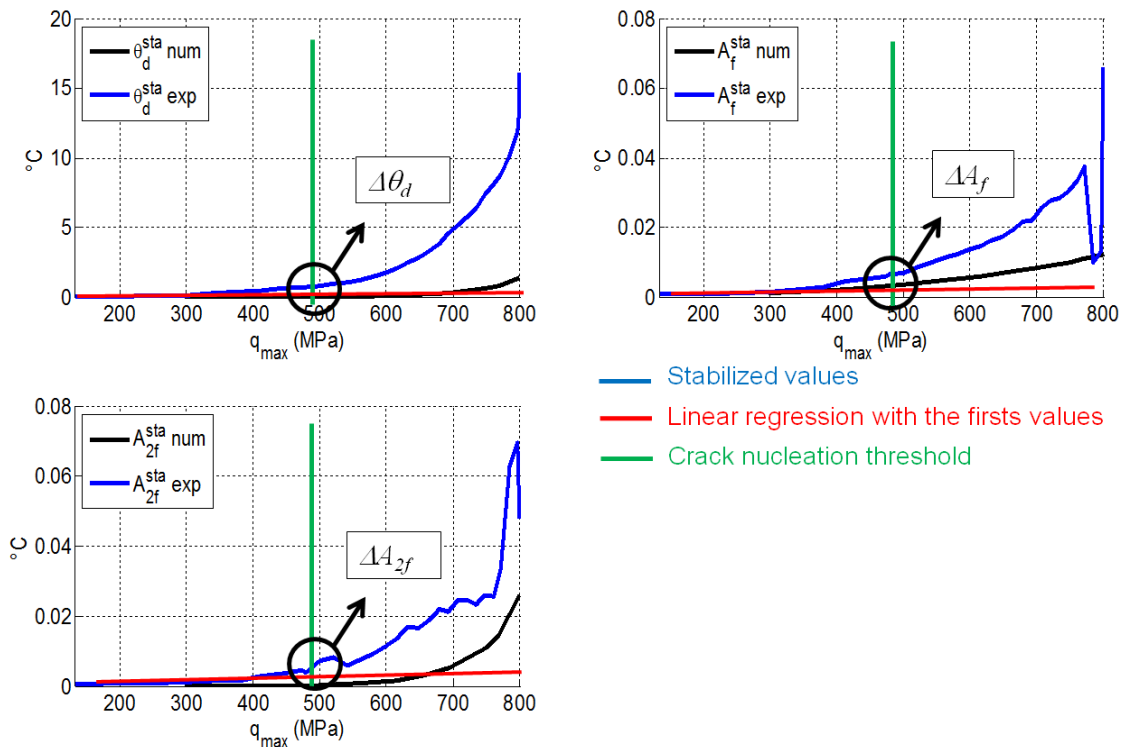 20
15
10
5
0
°C
θ_d^sta num
θ_d^sta exp
Δθ_d
200 300 400 500 600 700 800
q_max (MPa)
0.08
0.06
0.04
0.02
0
°C
A_f^sta num
A_f^sta exp
ΔA_f
200 300 400 500 600 700 800
q_max (MPa)
0.08
0.06
0.04
0.02
0
°C
A_2f^sta num
A_2f^sta exp
ΔA_2f
200 300 400 500 600 700 800
q_max (MPa)
Stabilized values
Linear regression with the firsts values
Crack nucleation threshold